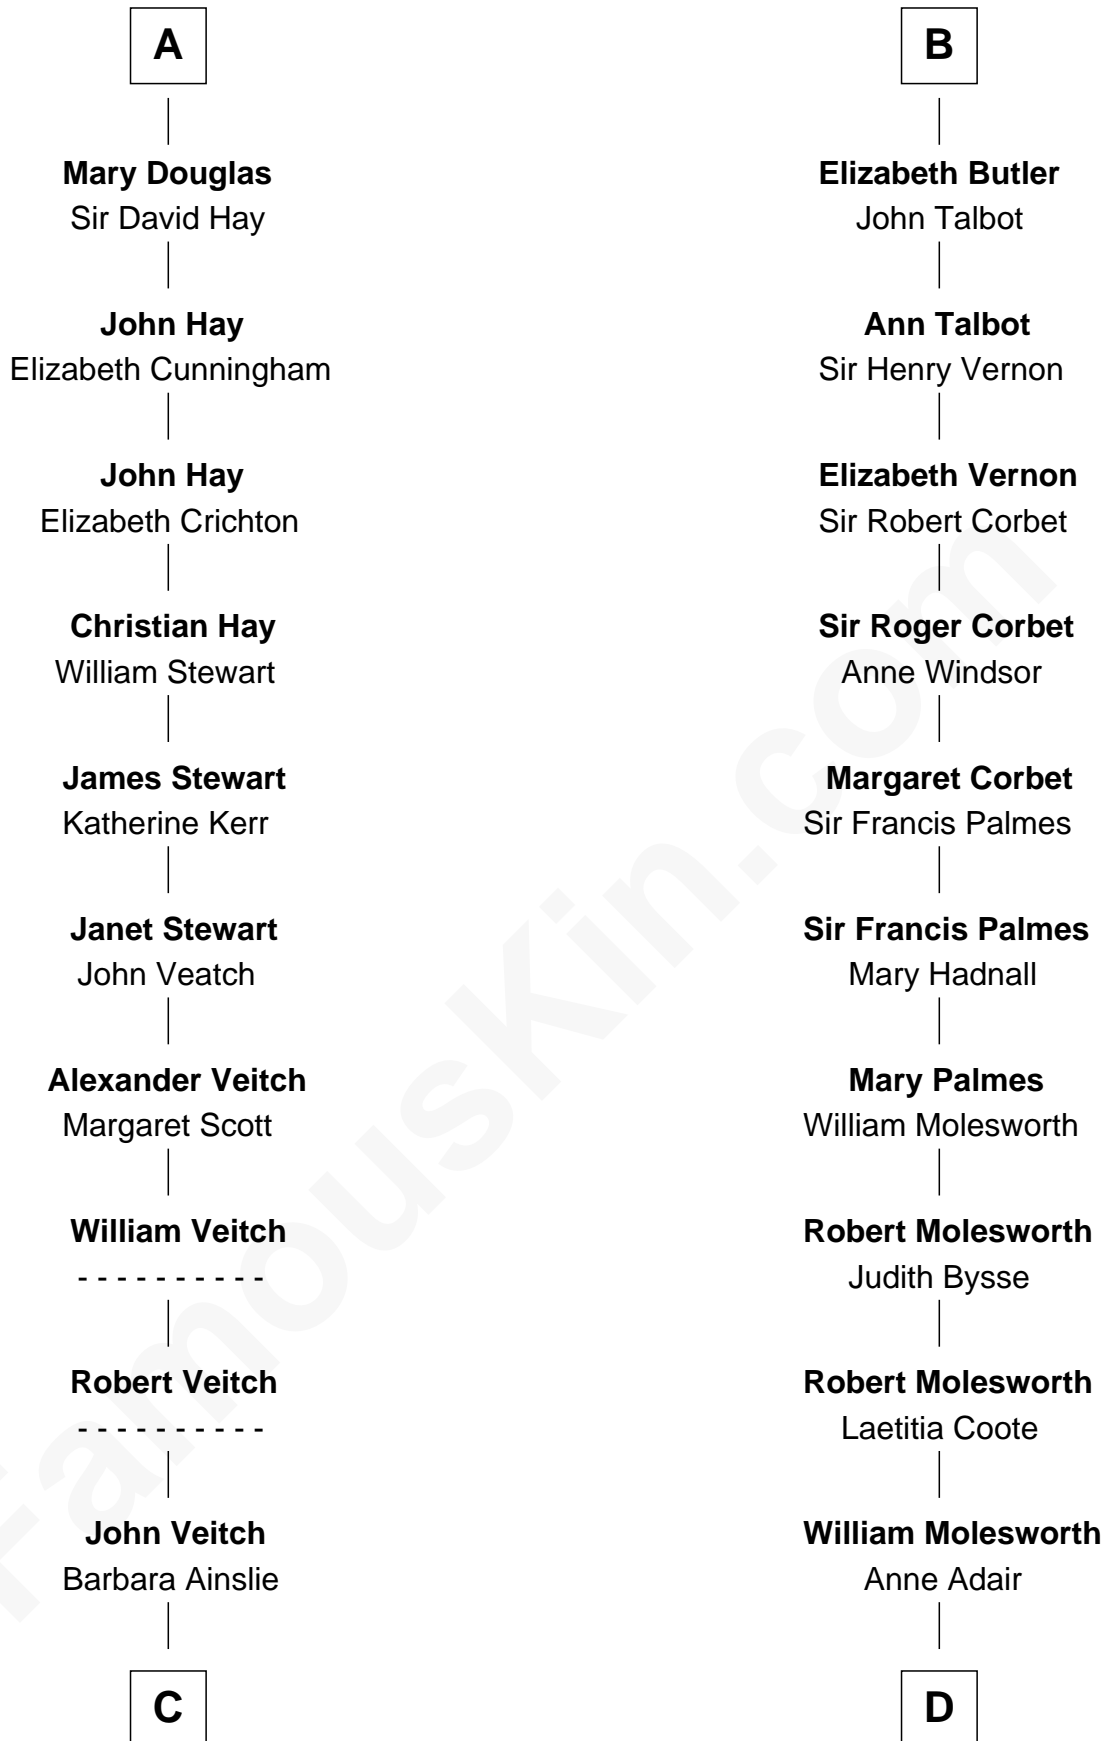 A
Mary Douglas
Sir David Hay
John Hay
Elizabeth Cunningham
John Hay
Elizabeth Crichton
Christian Hay
William Stewart
James Stewart
Katherine Kerr
Janet Stewart
John Veatch
Alexander Veitch
Margaret Scott
William Veitch
- - - - - - - - - -
Robert Veitch
- - - - - - - - - -
John Veitch
Barbara Ainslie
C
B
Elizabeth Butler
John Talbot
Ann Talbot
Sir Henry Vernon
Elizabeth Vernon
Sir Robert Corbet
Sir Roger Corbet
Anne Windsor
Margaret Corbet
Sir Francis Palmes
Sir Francis Palmes
Mary Hadnall
Mary Palmes
William Molesworth
Robert Molesworth
Judith Bysse
Robert Molesworth
Laetitia Coote
William Molesworth
Anne Adair
D
FamousKin.com